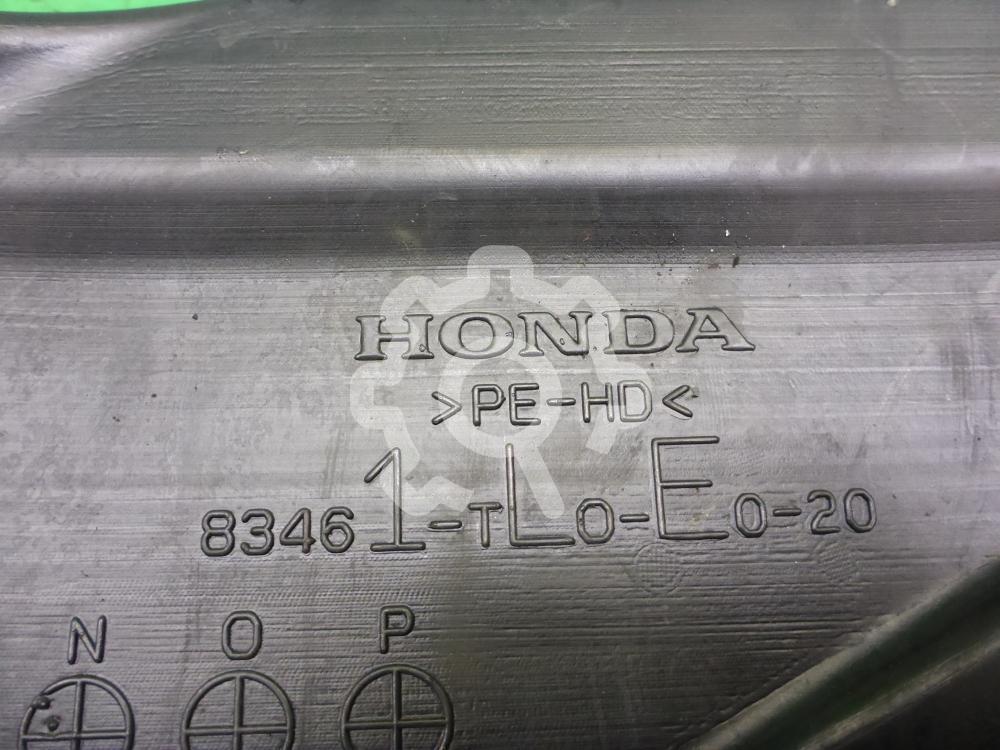 HONDA
>PE-HD<
83461-TL0-E0-20
N O P